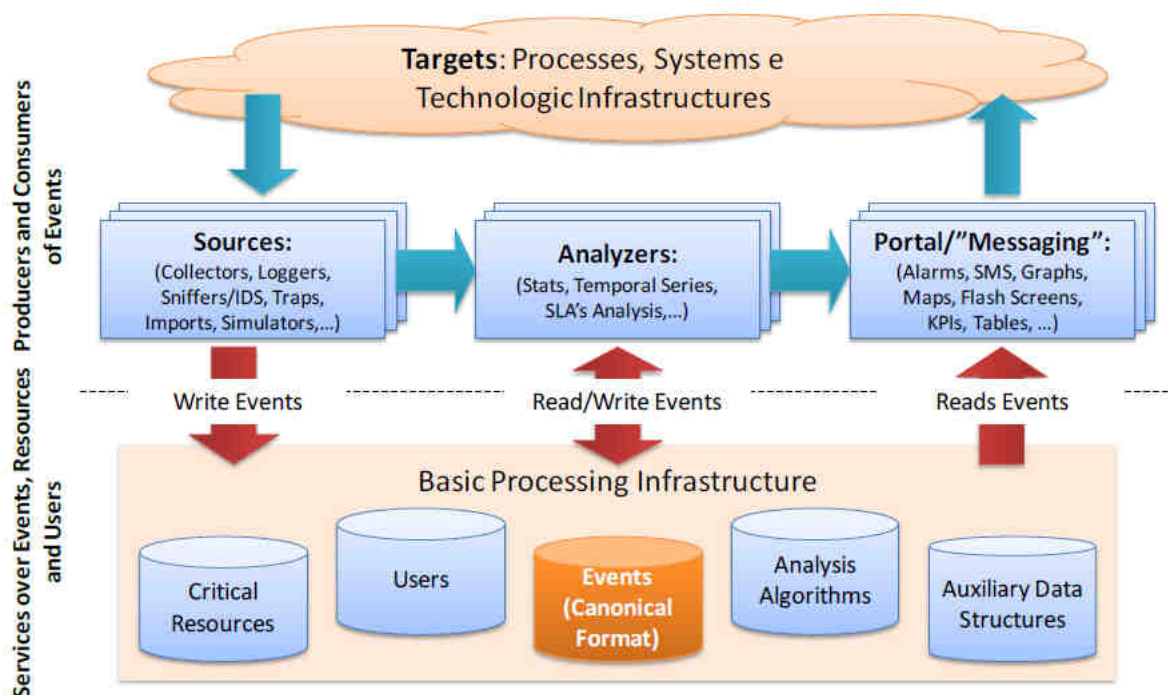 Targets: Processes, Systems e
Technologic Infrastructures
Producers and Consumers
of Events
Sources:
(Collectors, Loggers,
Sniffers/IDS, Traps,
Imports, Simulators,...)
Analyzers:
(Stats, Temporal Series,
SLA's Analysis,...)
Portal/"Messaging":
(Alarms, SMS, Graphs,
Maps, Flash Screens,
KPIs, Tables, ...)
Write Events
Read/Write Events
Reads Events
Services over Events, Resources
and Users
Basic Processing Infrastructure
Critical
Resources
Users
Events
(Canonical
Format)
Analysis
Algorithms
Auxiliary Data
Structures